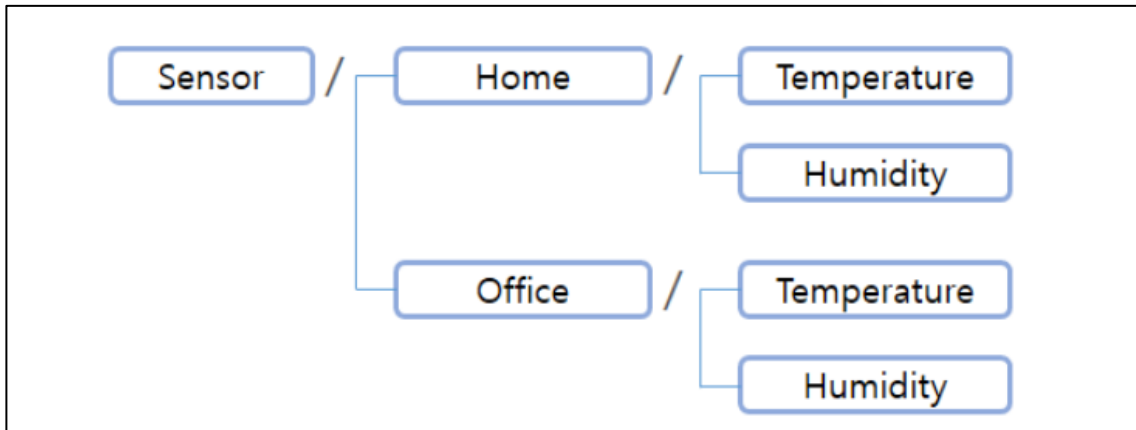 Sensor / Home / Temperature
Humidity
Office / Temperature
Humidity